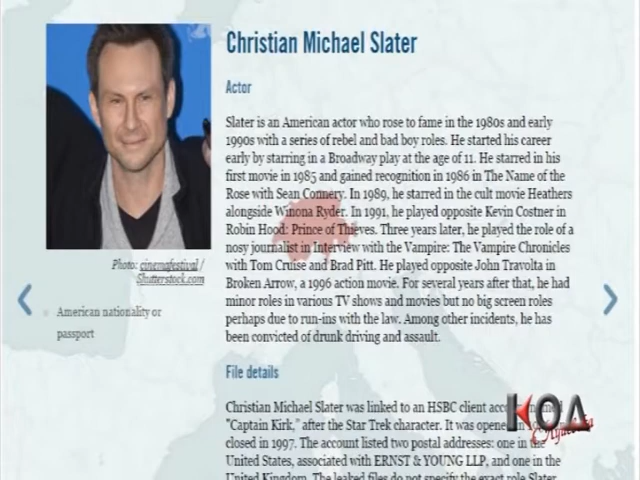 Christian Michael Slater
Actor
Slater is an American actor who rose to fame in the 1980s and early
1990s with a series of rebel and bad boy roles. He started his career
early by starring in a Broadway play at the age of 11. He starred in his
first movie in 1985 and gained recognition in 1986 in The Name of the
Rose with Sean Connery. In 1989, he starred in the cult movie Heathers
alongside Winona Ryder. In 1991, he played opposite Kevin Costner in
Robin Hood: Prince of Thieves. Three years later, he played the role of a
nosy journalist in Interview with the Vampire: The Vampire Chronicles
with Tom Cruise and Brad Pitt. He played opposite John Travolta in
Broken Arrow, a 1996 action movie. For several years after that, he had
minor roles in various TV shows and movies but no big screen roles
perhaps due to run-ins with the law. Among other incidents, he has
been convicted of drunk driving and assault.
Photo: cinemafestival /
Shutterstock.com
American nationality or
passport
File details
Christian Michael Slater was linked to an HSBC client
"Captain Kirk," after the Star Trek character. It was
closed in 1997. The account listed two postal addresses: one in
United States, associated with ERNST & YOUNG LLP, and one in the
United Kingdom. The leaked files do not specify the exact role Slater
KOA